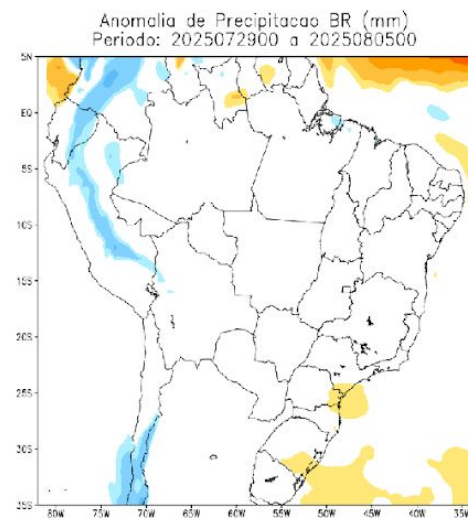 Anomalia de Precipitacao BR (mm)
Periodo: 2025072900 a 2025080500
5N
EQ
5S
10S
15S
20S
25S
30S
35S
80W 75W 70W 65W 60W 55W 50W 45W 40W 35W